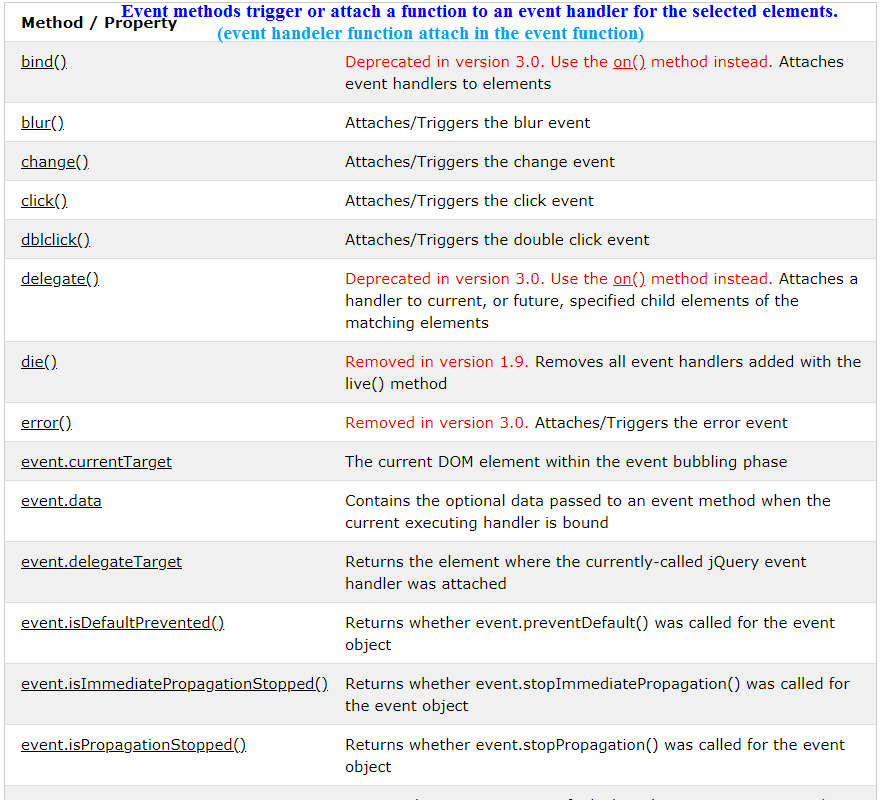 Event methods trigger or attach a function to an event handler for the selected elements.
Method / Property
(event handeler function attach in the event function)
bind()
Deprecated in version 3.0. Use the on() method instead. Attaches
event handlers to elements
blur()
Attaches/Triggers the blur event
change()
Attaches/Triggers the change event
click()
Attaches/Triggers the click event
dblclick()
Attaches/Triggers the double click event
delegate()
Deprecated in version 3.0. Use the on() method instead. Attaches a
handler to current, or future, specified child elements of the
matching elements
die()
Removed in version 1.9. Removes all event handlers added with the
live() method
error()
Removed in version 3.0. Attaches/Triggers the error event
event.currentTarget
The current DOM element within the event bubbling phase
event.data
Contains the optional data passed to an event method when the
current executing handler is bound
event.delegateTarget
Returns the element where the currently-called jQuery event
handler was attached
event.isDefaultPrevented()
Returns whether event.preventDefault() was called for the event
object
event.isImmediatePropagationStopped()
Returns whether event.stopImmediatePropagation() was called for
the event object
event.isPropagationStopped()
Returns whether event.stopPropagation() was called for the event
object